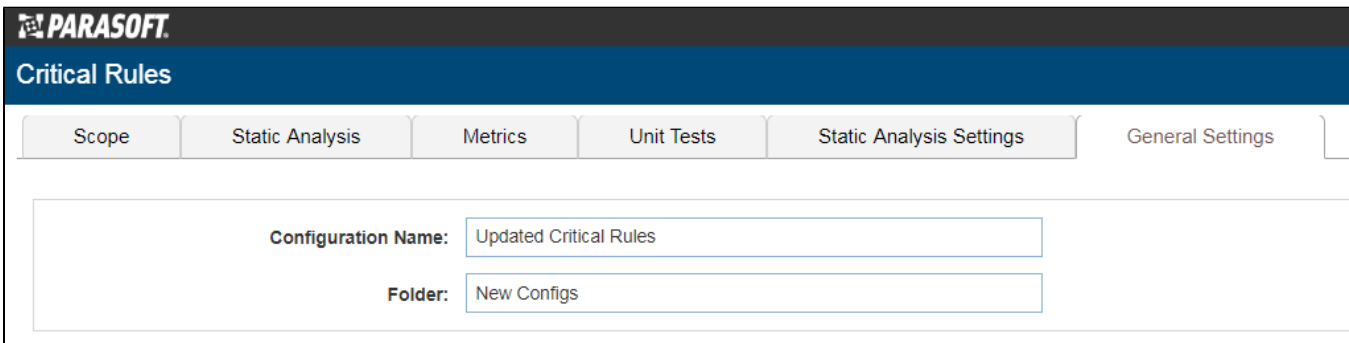 PARASOFT.
Critical Rules
Scope Static Analysis Metrics Unit Tests Static Analysis Settings General Settings
Configuration Name: Updated Critical Rules
Folder: New Configs